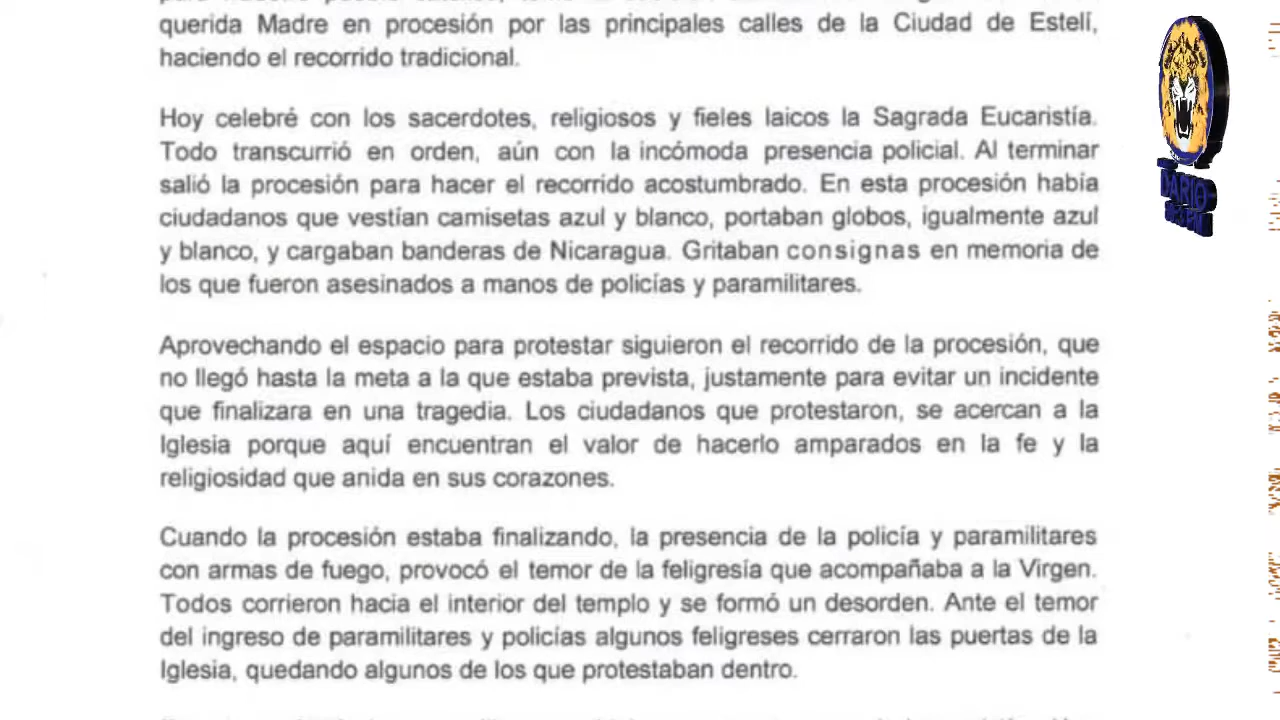 querida Madre en procesión por las principales calles de la Ciudad de Estelí,
haciendo el recorrido tradicional.
Hoy celebré con los sacerdotes, religiosos y fieles laicos la Sagrada Eucaristía.
Todo transcurrió en orden, aún con la incómoda presencia policial. Al terminar
salió la procesión para hacer el recorrido acostumbrado. En esta procesión había
ciudadanos que vestían camisetas azul y blanco, portaban globos, igualmente azul
y blanco, y cargaban banderas de Nicaragua. Gritaban consignas en memoria de
los que fueron asesinados a manos de policías y paramilitares.
Aprovechando el espacio para protestar siguieron el recorrido de la procesión, que
no llegó hasta la meta a la que estaba prevista, justamente para evitar un incidente
que finalizara en una tragedia. Los ciudadanos que protestaron, se acercan a la
Iglesia porque aquí encuentran el valor de hacerlo amparados en la fe y la
religiosidad que anida en sus corazones.
Cuando la procesión estaba finalizando, la presencia de la policía y paramilitares
con armas de fuego, provocó el temor de la feligresía que acompañaba a la Virgen.
Todos corrieron hacia el interior del templo y se formó un desorden. Ante el temor
del ingreso de paramilitares y policías algunos feligreses cerraron las puertas de la
Iglesia, quedando algunos de los que protestaban dentro.
DARIO